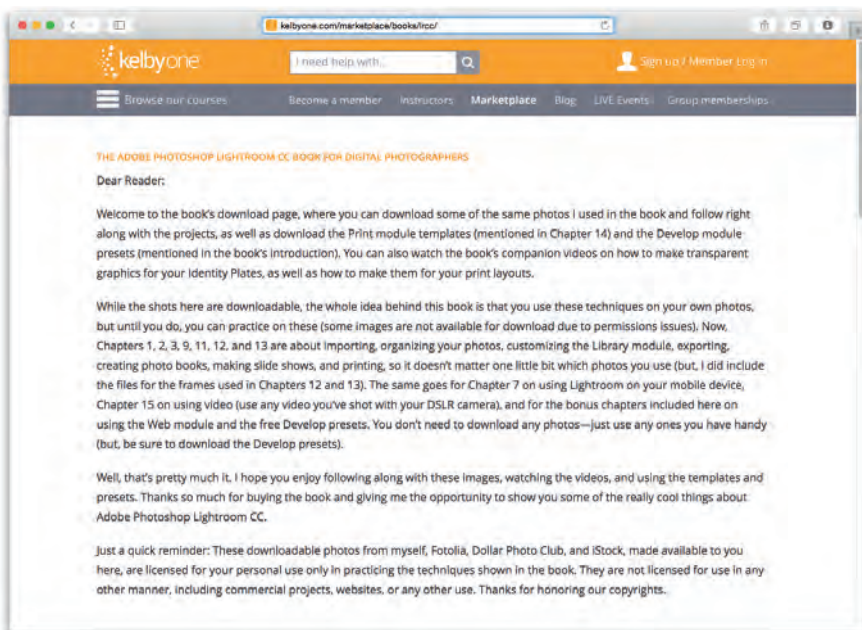 kelbyone.com/marketplace/books/lrcc/
kelbyone
I need help with...
Sign up / Member Log in
Browse our courses
Become a member
Instructors
Marketplace
Blog
LIVE Events
Group memberships
THE ADOBE PHOTOSHOP LIGHTROOM CC BOOK FOR DIGITAL PHOTOGRAPHERS
Dear Reader:
Welcome to the book's download page, where you can download some of the same photos I used in the book and follow right
along with the projects, as well as download the Print module templates (mentioned in Chapter 14) and the Develop module
presets (mentioned in the book's introduction). You can also watch the book's companion videos on how to make transparent
graphics for your Identity Plates, as well as how to make them for your print layouts.
While the shots here are downloadable, the whole idea behind this book is that you use these techniques on your own photos,
but until you do, you can practice on these (some images are not available for download due to permissions issues). Now,
Chapters 1, 2, 3, 9, 11, 12, and 13 are about importing, organizing your photos, customizing the Library module, exporting,
creating photo books, making slide shows, and printing, so it doesn't matter one little bit which photos you use (but, I did include
the files for the frames used in Chapters 12 and 13). The same goes for Chapter 7 on using Lightroom on your mobile device,
Chapter 15 on using video (use any video you've shot with your DSLR camera), and for the bonus chapters included here on
using the Web module and the free Develop presets. You don't need to download any photos—just use any ones you have handy
(but, be sure to download the Develop presets).
Well, that's pretty much it. I hope you enjoy following along with these images, watching the videos, and using the templates and
presets. Thanks so much for buying the book and giving me the opportunity to show you some of the really cool things about
Adobe Photoshop Lightroom CC.
Just a quick reminder: These downloadable photos from myself, Fotolia, Dollar Photo Club, and iStock, made available to you
here, are licensed for your personal use only in practicing the techniques shown in the book. They are not licensed for use in any
other manner, including commercial projects, websites, or any other use. Thanks for honoring our copyrights.